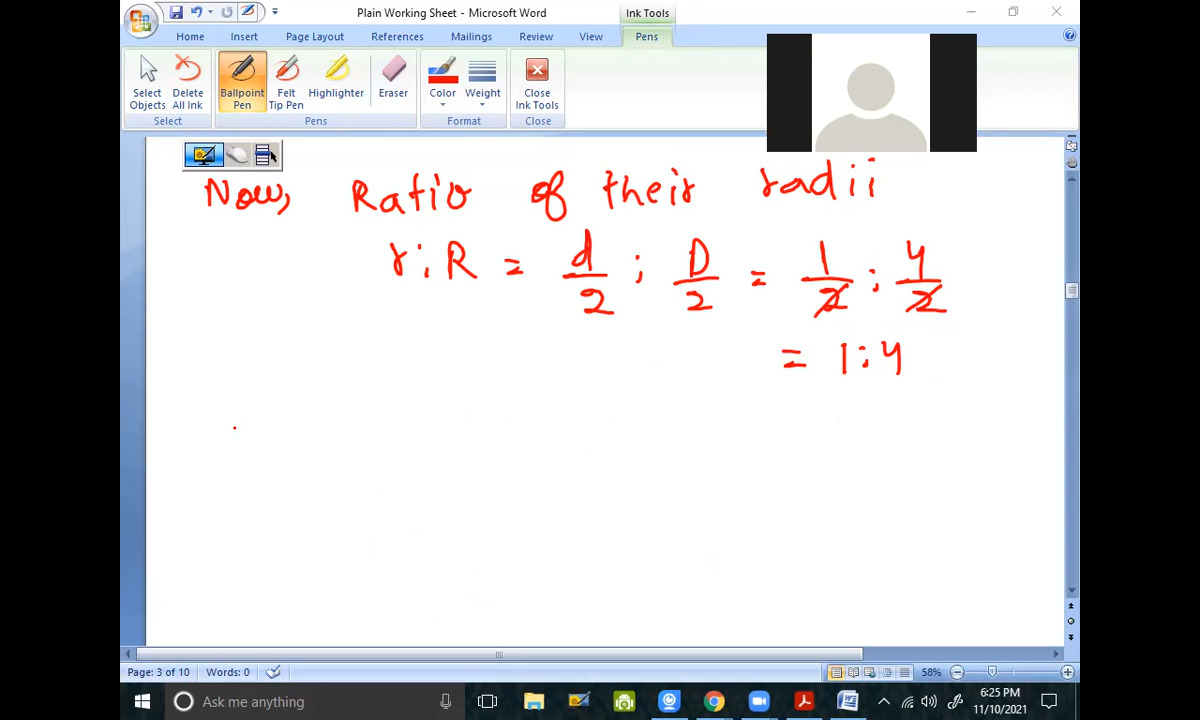 Plain Working Sheet - Microsoft Word
Ink Tools
Home Insert Page Layout References Mailings Review View Pens
Select Objects
Delete All Ink
Ballpoint Pen
Felt Tip Pen
Highlighter
Eraser
Color
Weight
Close Ink Tools
Select
Pens
Format
Close
Now, Ratio of their radii
r : R = d/2 : D/2 = 1/2 : 4/2
= 1 : 4
Page: 3 of 10 Words: 0 58%
Ask me anything
6:25 PM
11/10/2021